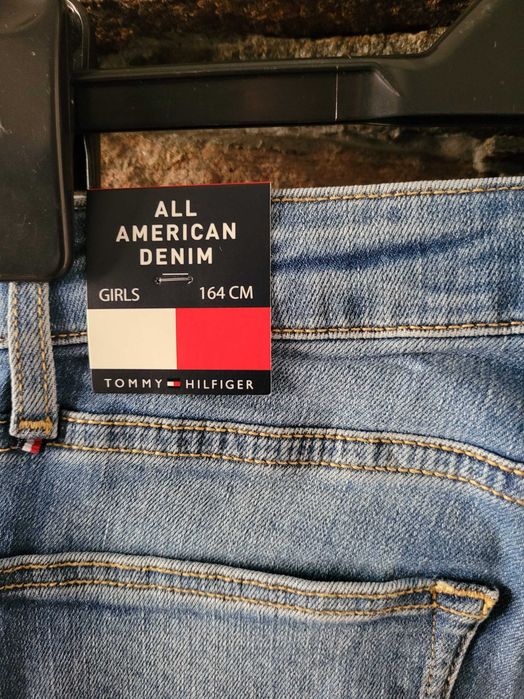 ALL
AMERICAN
DENIM
GIRLS 164 CM
TOMMY HILFIGER